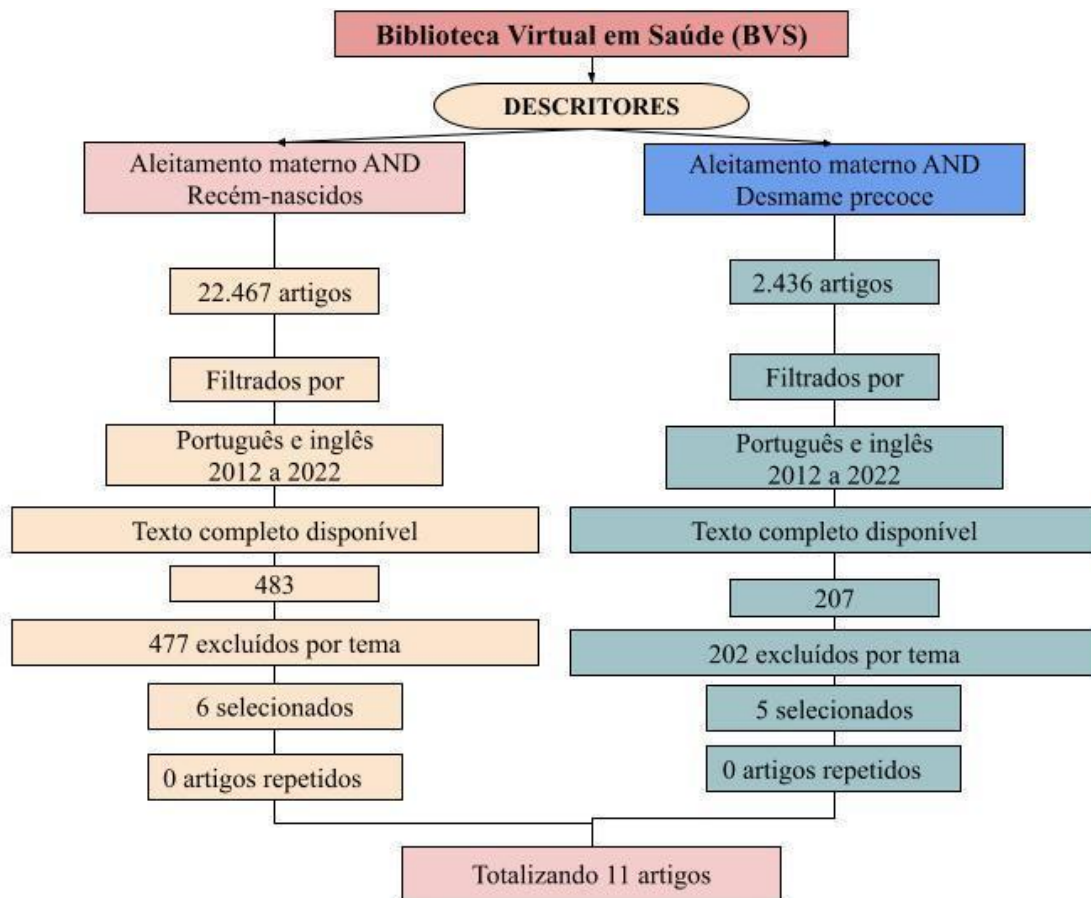 Biblioteca Virtual em Saúde (BVS)
DESCRITORES
Aleitamento materno AND
Recém-nascidos
22.467 artigos
Filtrados por
Português e inglês
2012 a 2022
Texto completo disponível
483
477 excluídos por tema
6 selecionados
0 artigos repetidos
Aleitamento materno AND
Desmame precoce
2.436 artigos
Filtrados por
Português e inglês
2012 a 2022
Texto completo disponível
207
202 excluídos por tema
5 selecionados
0 artigos repetidos
Totalizando 11 artigos